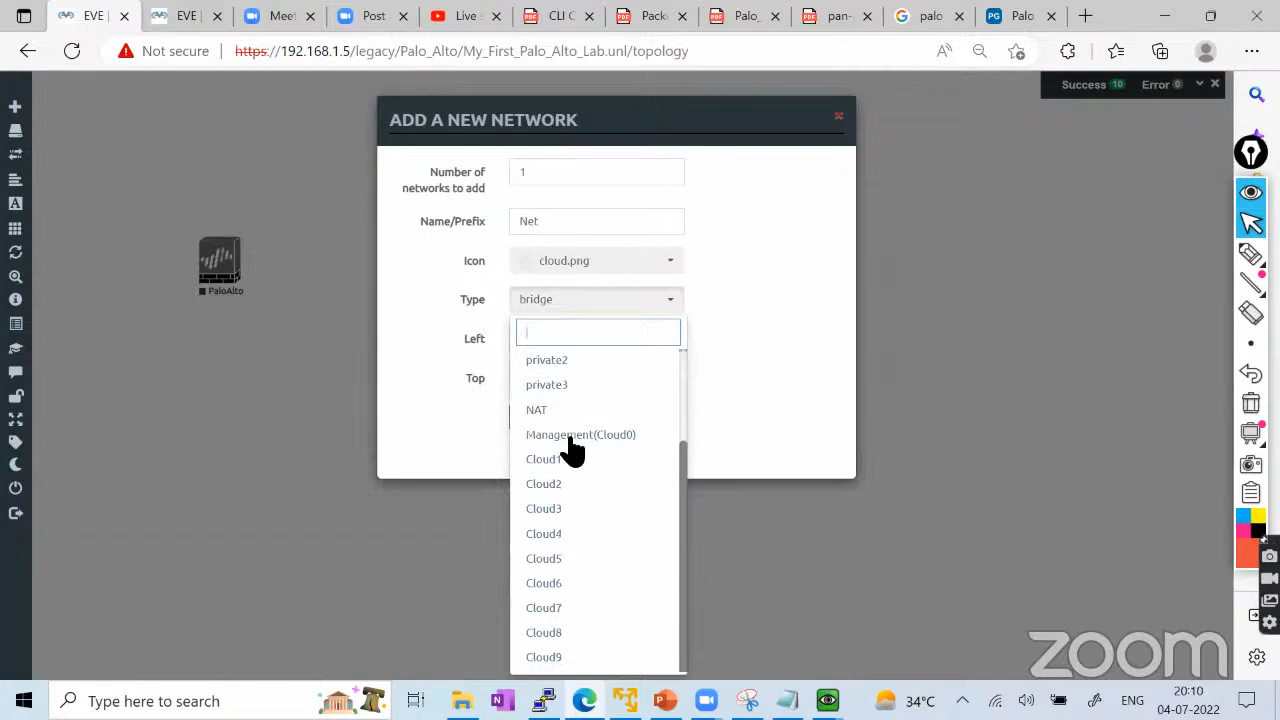 EVE
EVE
Meet
Post
Live
CLI C
Pack
Palo_
pan-
palo
Palo
Not secure
https://192.168.1.5/legacy/Palo_Alto/My_First_Palo_Alto_Lab.unl/topology
Success 10 Error 0
ADD A NEW NETWORK
Number of
networks to add
1
Name/Prefix
Net
Icon
cloud.png
Type
bridge
Left
Top
private2
private3
NAT
Management(Cloud0)
Cloud1
Cloud2
Cloud3
Cloud4
Cloud5
Cloud6
Cloud7
Cloud8
Cloud9
PaloAlto
zoom
Type here to search
34°C
ENG
20:10
04-07-2022